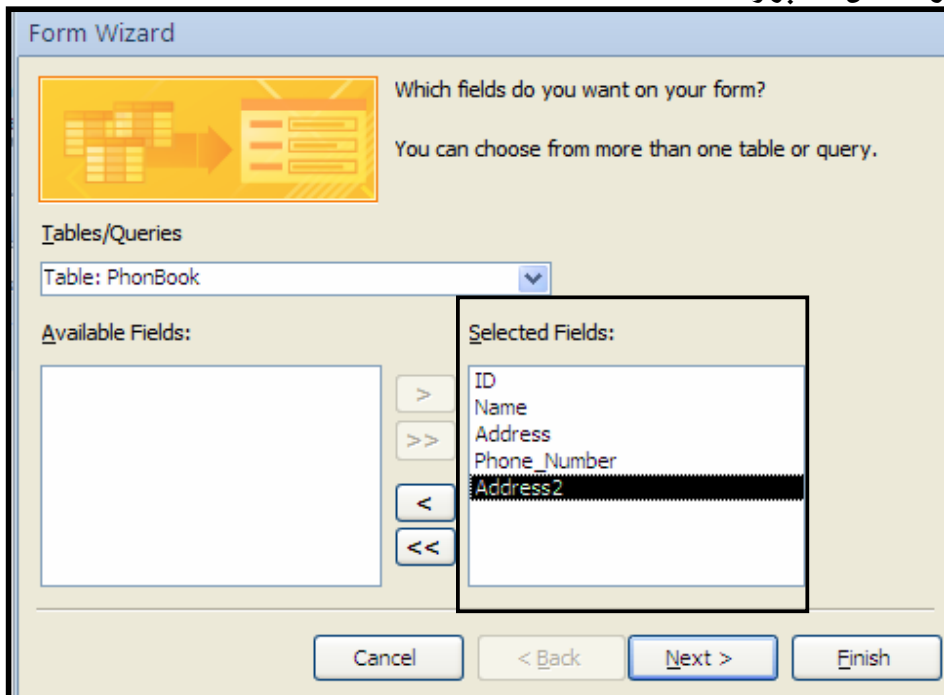 Form Wizard
Which fields do you want on your form?
You can choose from more than one table or query.
Tables/Queries
Table: PhonBook
Available Fields:
Selected Fields:
ID
Name
Address
Phone_Number
Address2
>
>>
<
<<
Cancel
< Back
Next >
Finish